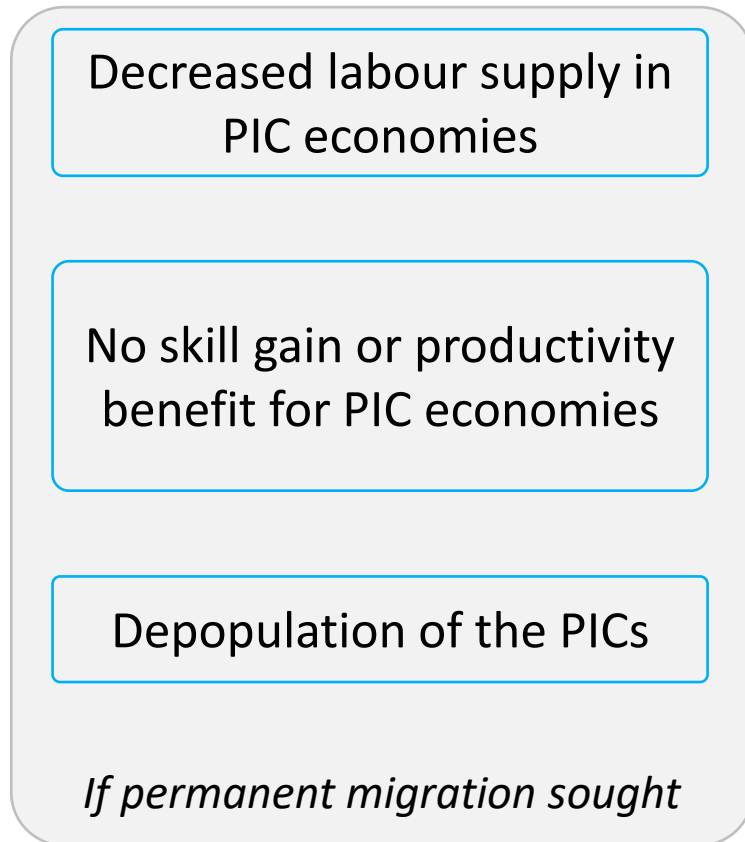 Decreased labour supply in
PIC economies
No skill gain or productivity
benefit for PIC economies
Depopulation of the PICs
If permanent migration sought